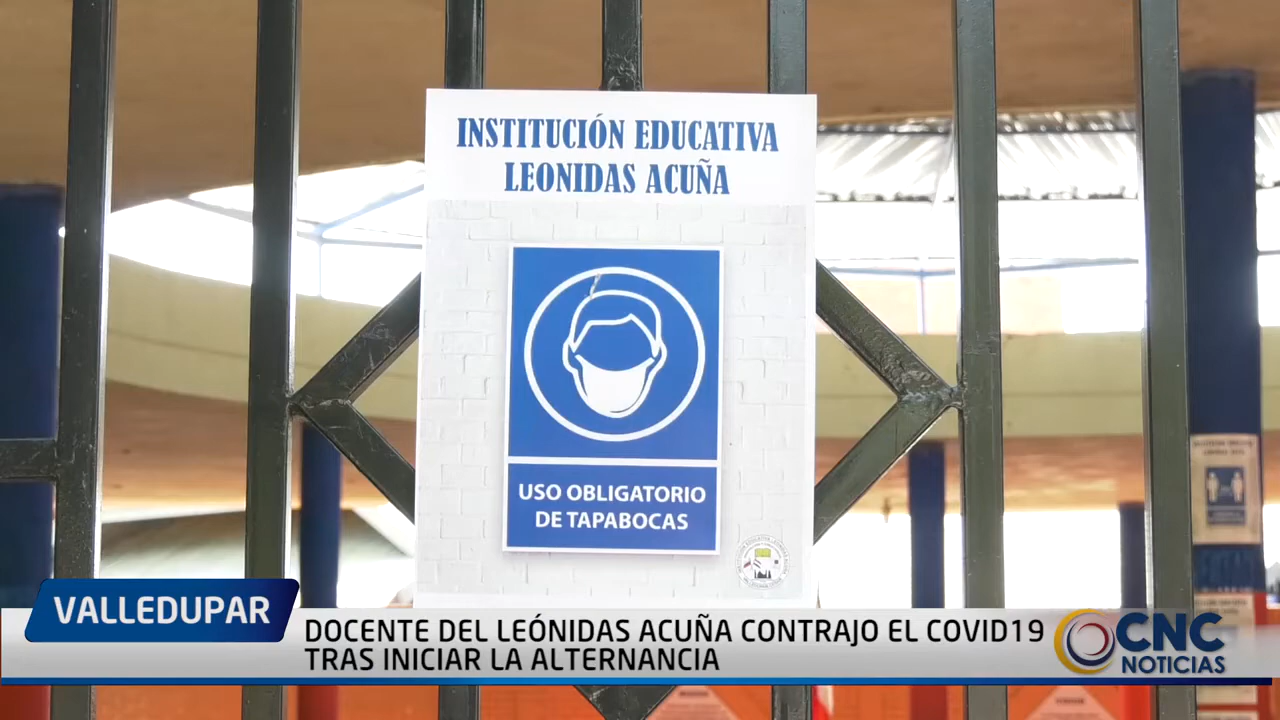 INSTITUCIÓN EDUCATIVA
LEONIDAS ACUÑA
USO OBLIGATORIO
DE TAPABOCAS
VALLEDUPAR
DOCENTE DEL LEÓNIDAS ACUÑA CONTRAJO EL COVID19
TRAS INICIAR LA ALTERNANCIA
CNC
NOTICIAS